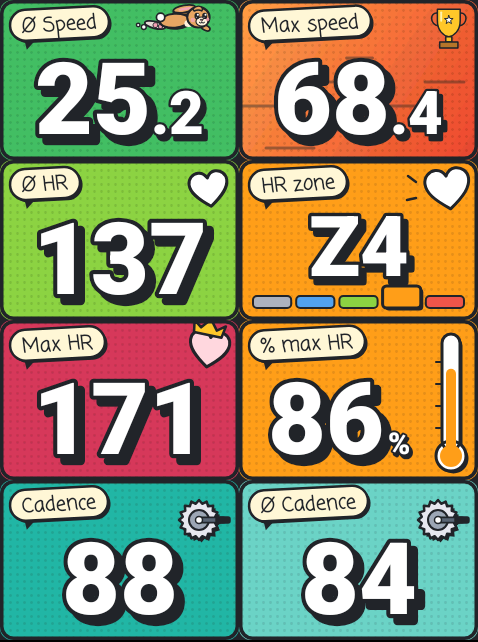 Ø Speed
25.2
Max speed
68.4
Ø HR
137
HR zone
Z4
Max HR
171
% max HR
86%
Cadence
88
Ø Cadence
84